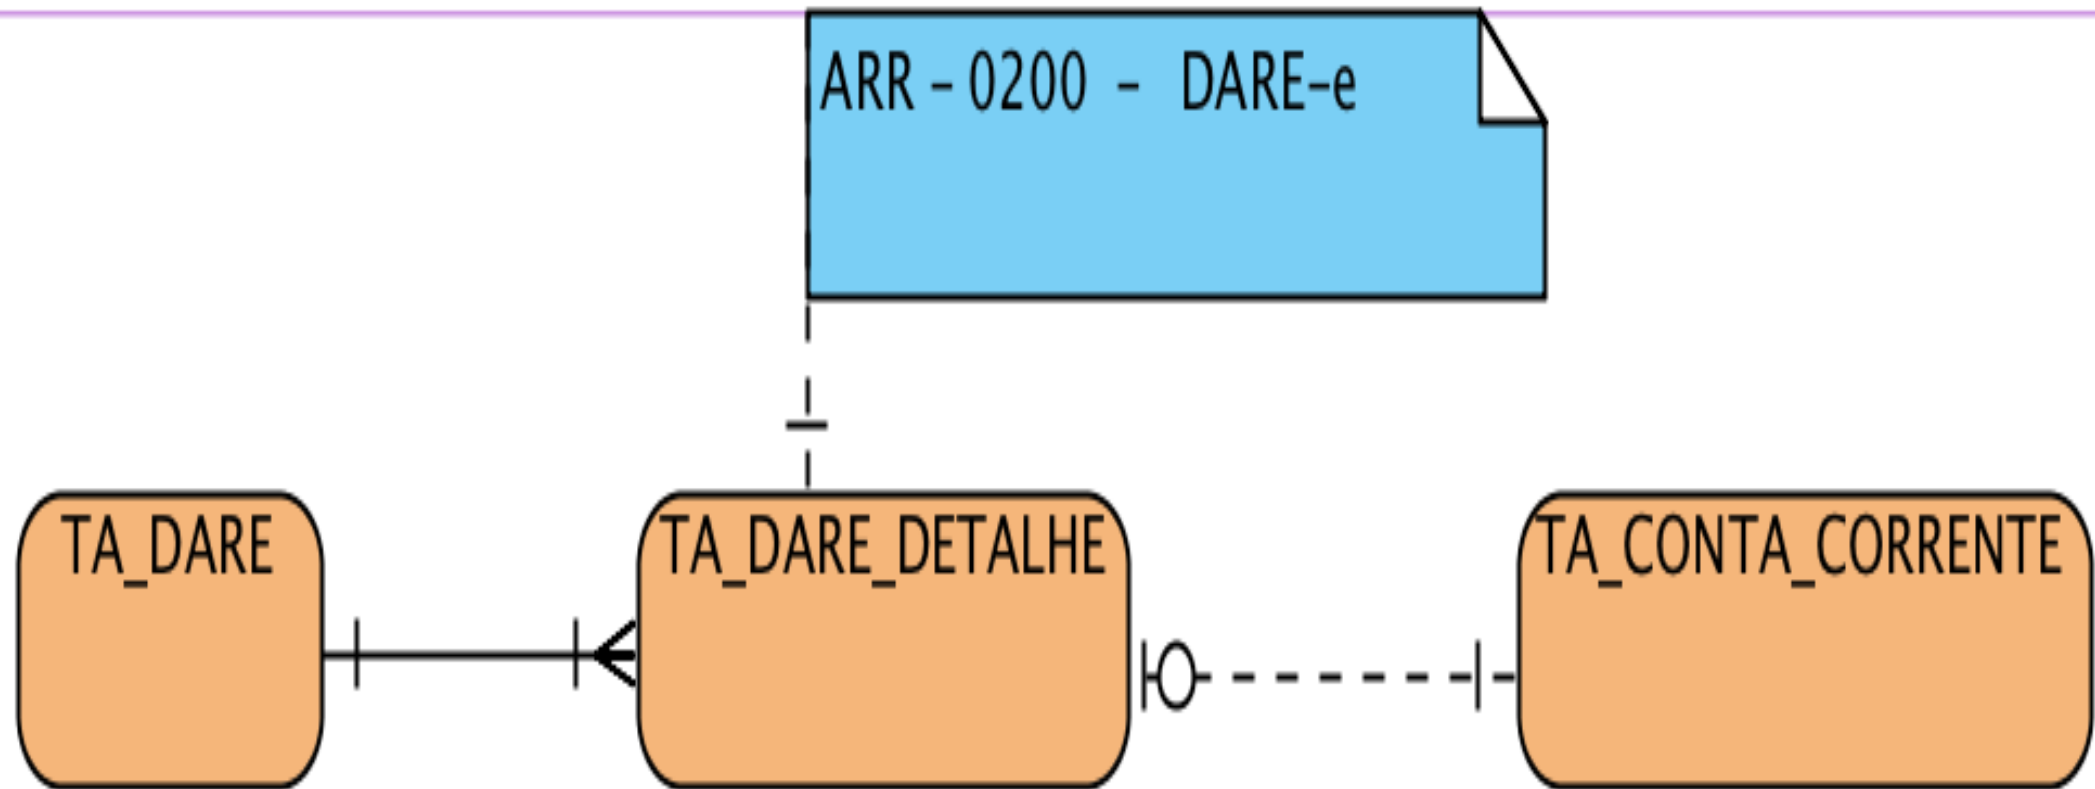 ARR - 0200 - DARE-e
TA_DARE
TA_DARE_DETALHE
TA_CONTA_CORRENTE